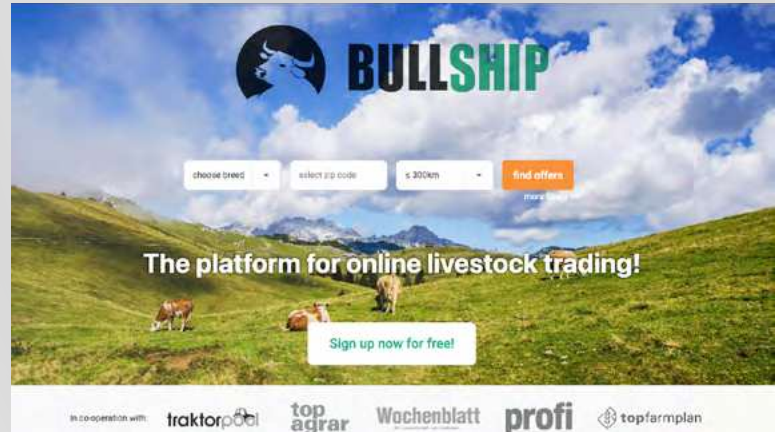 BULLSHIP
choose breed select zip code ≤ 300km find offers
The platform for online livestock trading!
Sign up now for free!
In co-operation with: traktorpool top agrar Wochenblatt profi topfarmplan